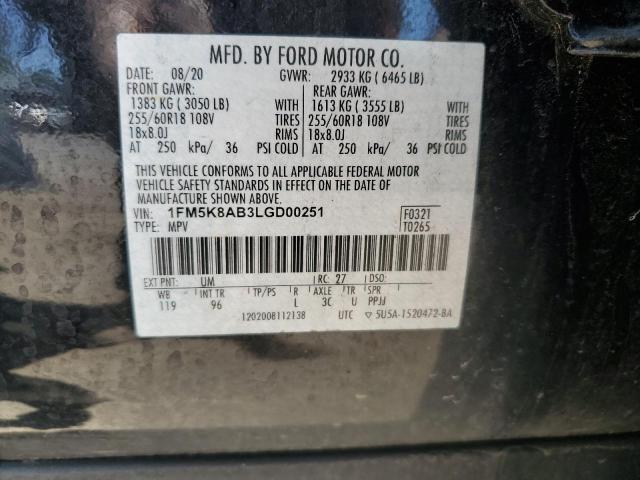 MFD. BY FORD MOTOR CO.
DATE: 08/20 GVWR: 2933 KG ( 6465 LB)
FRONT GAWR: REAR GAWR:
1383 KG ( 3050 LB) WITH 1613 KG ( 3555 LB) WITH
255/60R18 108V TIRES 255/60R18 108V TIRES
18x8.0J RIMS 18x8.0J RIMS
AT 250 kPa/ 36 PSI COLD AT 250 kPa/ 36 PSI COLD
THIS VEHICLE CONFORMS TO ALL APPLICABLE FEDERAL MOTOR
VEHICLE SAFETY STANDARDS IN EFFECT ON THE DATE OF
MANUFACTURE SHOWN ABOVE.
VIN: 1FM5K8AB3LGD00251 F0321
TYPE: MPV T0265
EXT PNT: UM RC: 27 DSO:
WB INT TR TP/PS R AXLE TR SPR
119 96 L 3C U PPJJ
1202008112138 UTC ▽ 5U5A-1520472-BA